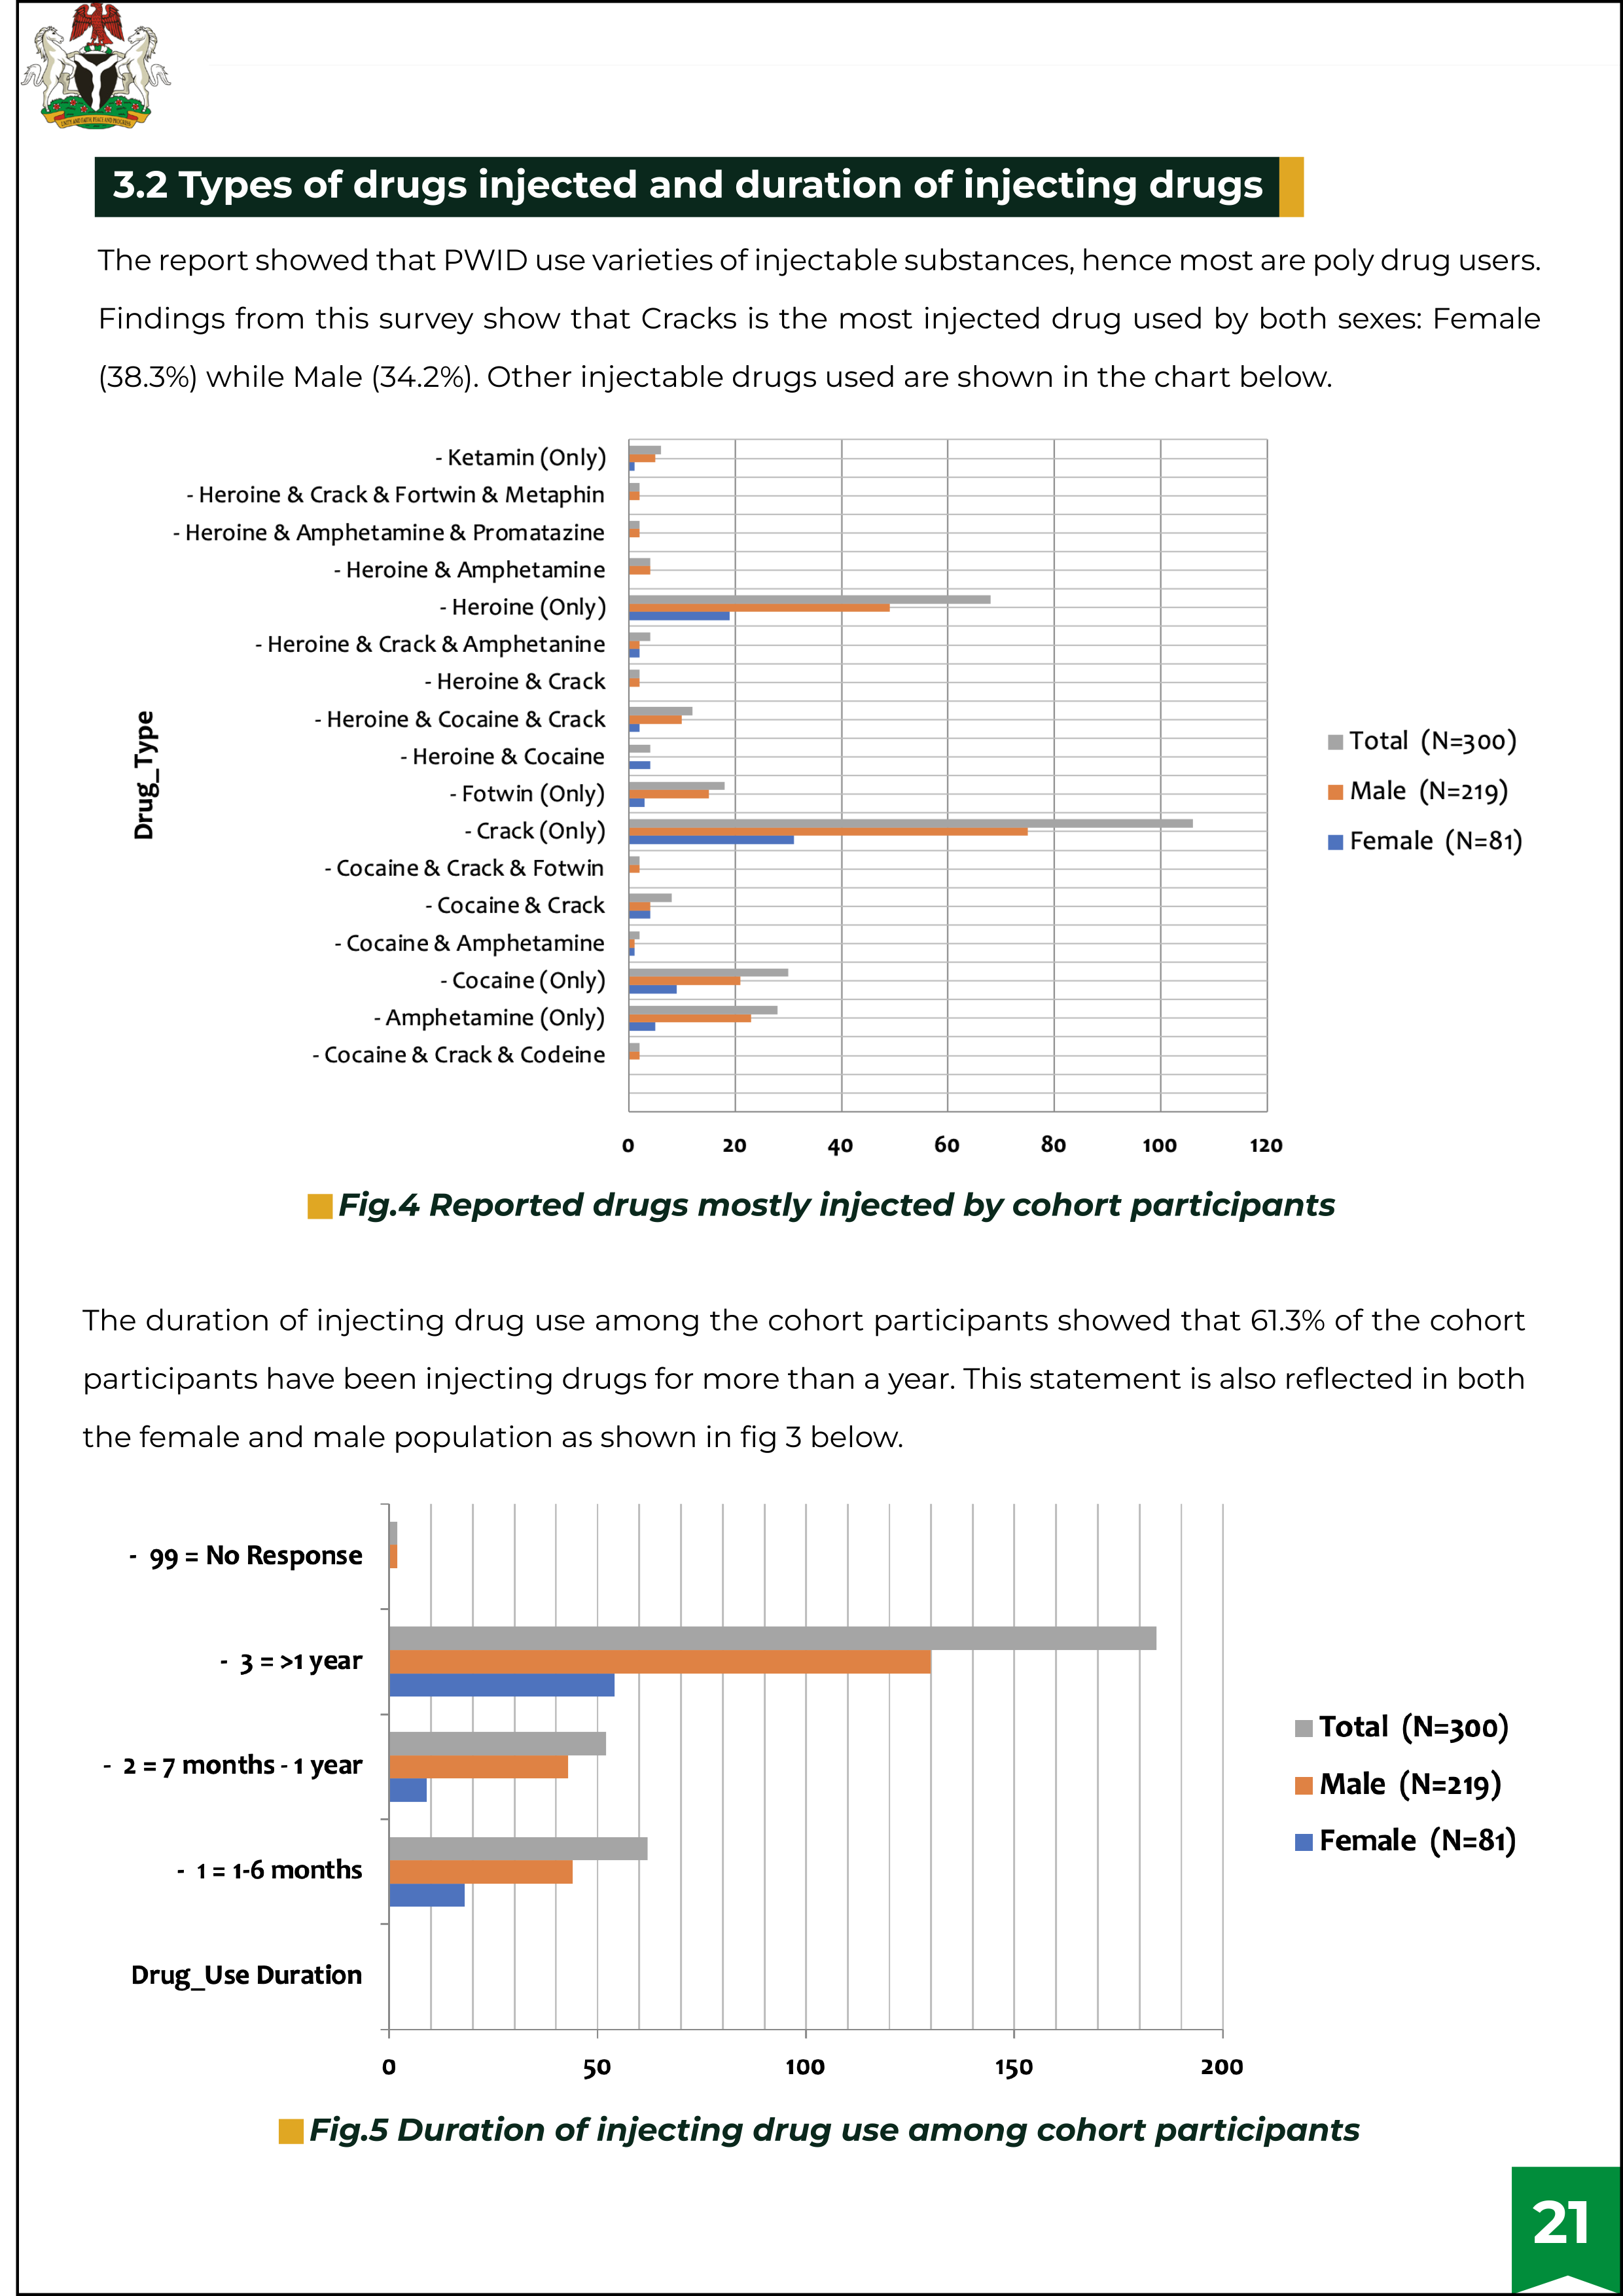 UNITY AND FAITH, PEACE AND PROGRESS
3.2 Types of drugs injected and duration of injecting drugs
The report showed that PWID use varieties of injectable substances, hence most are poly drug users.
Findings from this survey show that Cracks is the most injected drug used by both sexes: Female
(38.3%) while Male (34.2%). Other injectable drugs used are shown in the chart below.
Drug_Type
- Ketamin (Only)
- Heroine & Crack & Fortwin & Metaphin
- Heroine & Amphetamine & Promatazine
- Heroine & Amphetamine
- Heroine (Only)
- Heroine & Crack & Amphetanine
- Heroine & Crack
- Heroine & Cocaine & Crack
- Heroine & Cocaine
- Fotwin (Only)
- Crack (Only)
- Cocaine & Crack & Fotwin
- Cocaine & Crack
- Cocaine & Amphetamine
- Cocaine (Only)
- Amphetamine (Only)
- Cocaine & Crack & Codeine
0 20 40 60 80 100 120
Total (N=300)
Male (N=219)
Female (N=81)
Fig.4 Reported drugs mostly injected by cohort participants
The duration of injecting drug use among the cohort participants showed that 61.3% of the cohort
participants have been injecting drugs for more than a year. This statement is also reflected in both
the female and male population as shown in fig 3 below.
- 99 = No Response
- 3 = >1 year
- 2 = 7 months - 1 year
- 1 = 1-6 months
Drug_Use Duration
0 50 100 150 200
Total (N=300)
Male (N=219)
Female (N=81)
Fig.5 Duration of injecting drug use among cohort participants
21